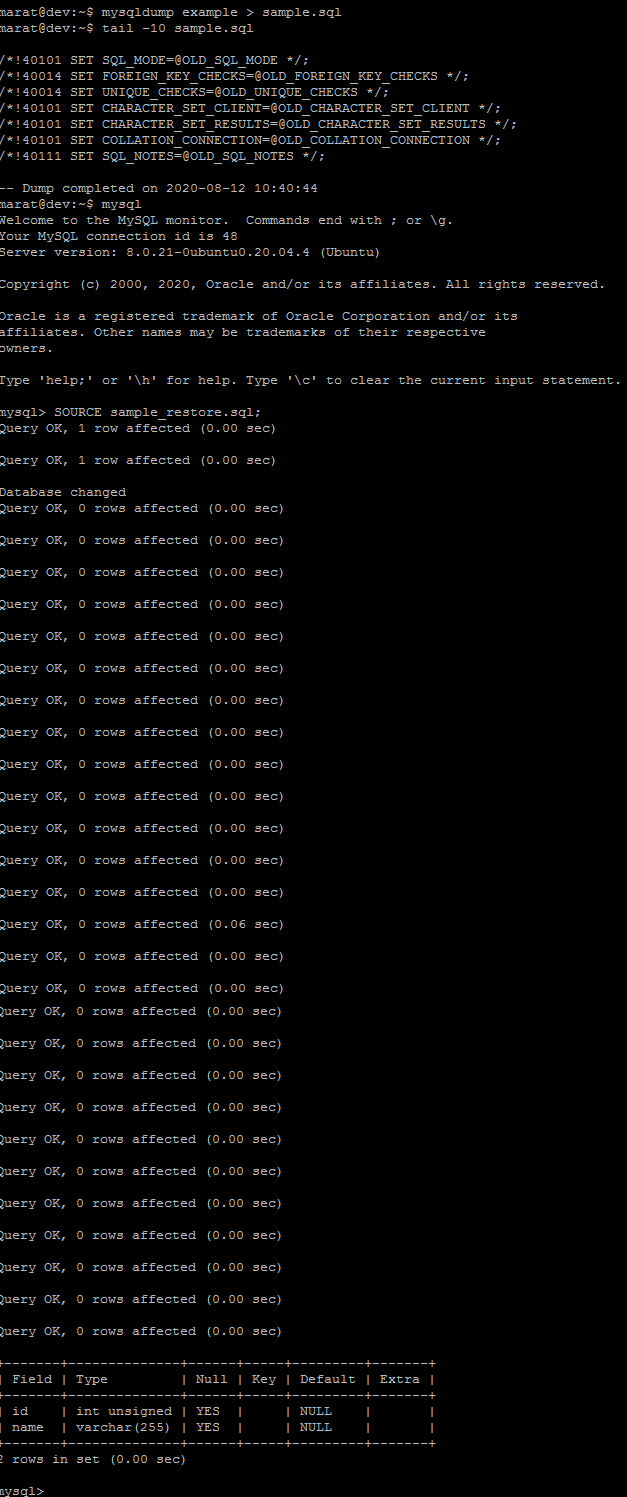 marat@dev:~$ mysqldump example > sample.sql
marat@dev:~$ tail -10 sample.sql
/*!40101 SET SQL_MODE=@OLD_SQL_MODE */;
/*!40014 SET FOREIGN_KEY_CHECKS=@OLD_FOREIGN_KEY_CHECKS */;
/*!40014 SET UNIQUE_CHECKS=@OLD_UNIQUE_CHECKS */;
/*!40101 SET CHARACTER_SET_CLIENT=@OLD_CHARACTER_SET_CLIENT */;
/*!40101 SET CHARACTER_SET_RESULTS=@OLD_CHARACTER_SET_RESULTS */;
/*!40101 SET COLLATION_CONNECTION=@OLD_COLLATION_CONNECTION */;
/*!40111 SET SQL_NOTES=@OLD_SQL_NOTES */;
-- Dump completed on 2020-08-12 10:40:44
marat@dev:~$ mysql
Welcome to the MySQL monitor.  Commands end with ; or \g.
Your MySQL connection id is 48
Server version: 8.0.21-0ubuntu0.20.04.4 (Ubuntu)
Copyright (c) 2000, 2020, Oracle and/or its affiliates. All rights reserved.
Oracle is a registered trademark of Oracle Corporation and/or its
affiliates. Other names may be trademarks of their respective
owners.
Type 'help;' or '\h' for help. Type '\c' to clear the current input statement.
mysql> SOURCE sample_restore.sql;
Query OK, 1 row affected (0.00 sec)
Query OK, 1 row affected (0.00 sec)
Database changed
Query OK, 0 rows affected (0.00 sec)
Query OK, 0 rows affected (0.00 sec)
Query OK, 0 rows affected (0.00 sec)
Query OK, 0 rows affected (0.00 sec)
Query OK, 0 rows affected (0.00 sec)
Query OK, 0 rows affected (0.00 sec)
Query OK, 0 rows affected (0.00 sec)
Query OK, 0 rows affected (0.00 sec)
Query OK, 0 rows affected (0.00 sec)
Query OK, 0 rows affected (0.00 sec)
Query OK, 0 rows affected (0.00 sec)
Query OK, 0 rows affected (0.00 sec)
Query OK, 0 rows affected (0.00 sec)
Query OK, 0 rows affected (0.06 sec)
Query OK, 0 rows affected (0.00 sec)
Query OK, 0 rows affected (0.00 sec)
Query OK, 0 rows affected (0.00 sec)
Query OK, 0 rows affected (0.00 sec)
Query OK, 0 rows affected (0.00 sec)
Query OK, 0 rows affected (0.00 sec)
Query OK, 0 rows affected (0.00 sec)
Query OK, 0 rows affected (0.00 sec)
Query OK, 0 rows affected (0.00 sec)
Query OK, 0 rows affected (0.00 sec)
Query OK, 0 rows affected (0.00 sec)
Query OK, 0 rows affected (0.00 sec)
Query OK, 0 rows affected (0.00 sec)
+-------+--------------+------+-----+---------+-------+
| Field | Type         | Null | Key | Default | Extra |
+-------+--------------+------+-----+---------+-------+
| id    | int unsigned | YES  |     | NULL    |       |
| name  | varchar(255) | YES  |     | NULL    |       |
+-------+--------------+------+-----+---------+-------+
2 rows in set (0.00 sec)
mysql>